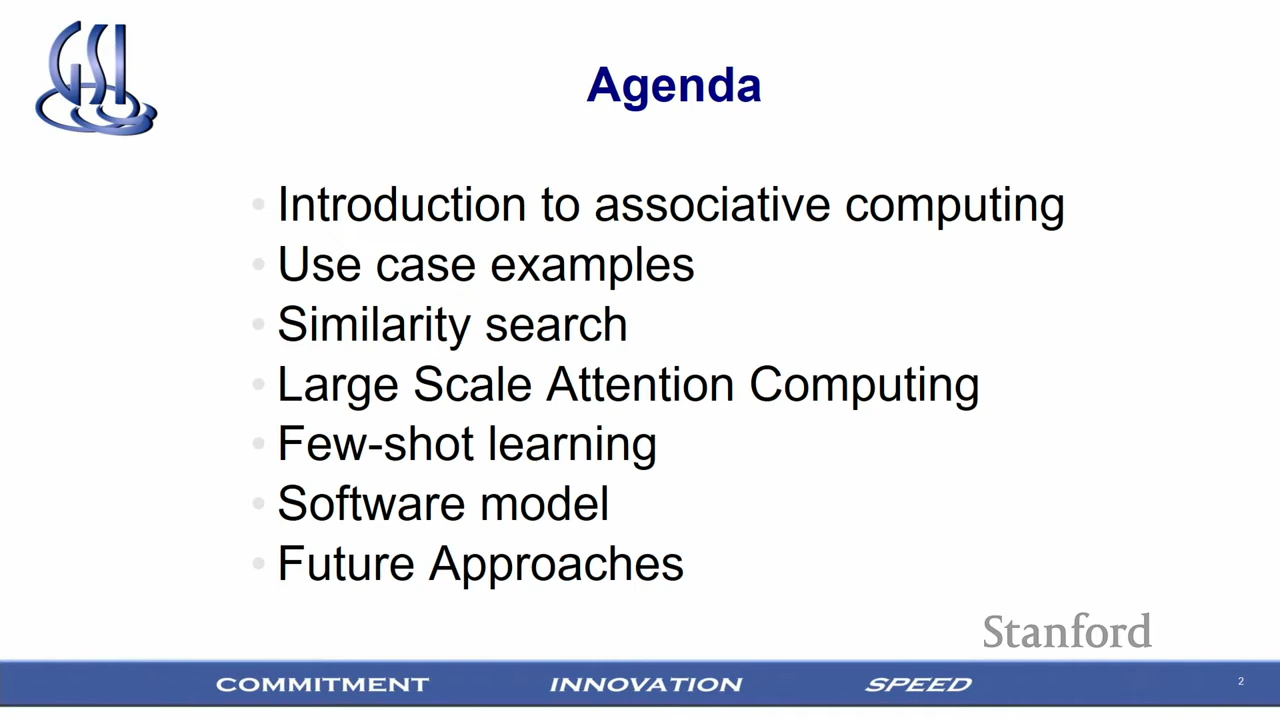 GSI
Agenda
• Introduction to associative computing
• Use case examples
• Similarity search
• Large Scale Attention Computing
• Few-shot learning
• Software model
• Future Approaches
Stanford
COMMITMENT INNOVATION SPEED 2